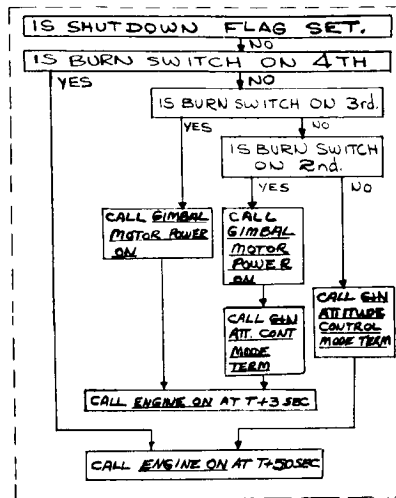 IS SHUTDOWN FLAG SET.
NO
IS BURN SWITCH ON 4TH
YES
NO
IS BURN SWITCH ON 3rd.
YES
NO
IS BURN SWITCH
ON 2nd.
YES
NO
CALL GIMBAL
MOTOR POWER
ON
CALL
GIMBAL
MOTOR
POWER
ON
CALL G+N
ATTITUDE
CONTROL
MODE TERM
CALL G+N
ATT. CONT
MODE
TERM
CALL ENGINE ON AT T+3 SEC
CALL ENGINE ON AT T+50SEC